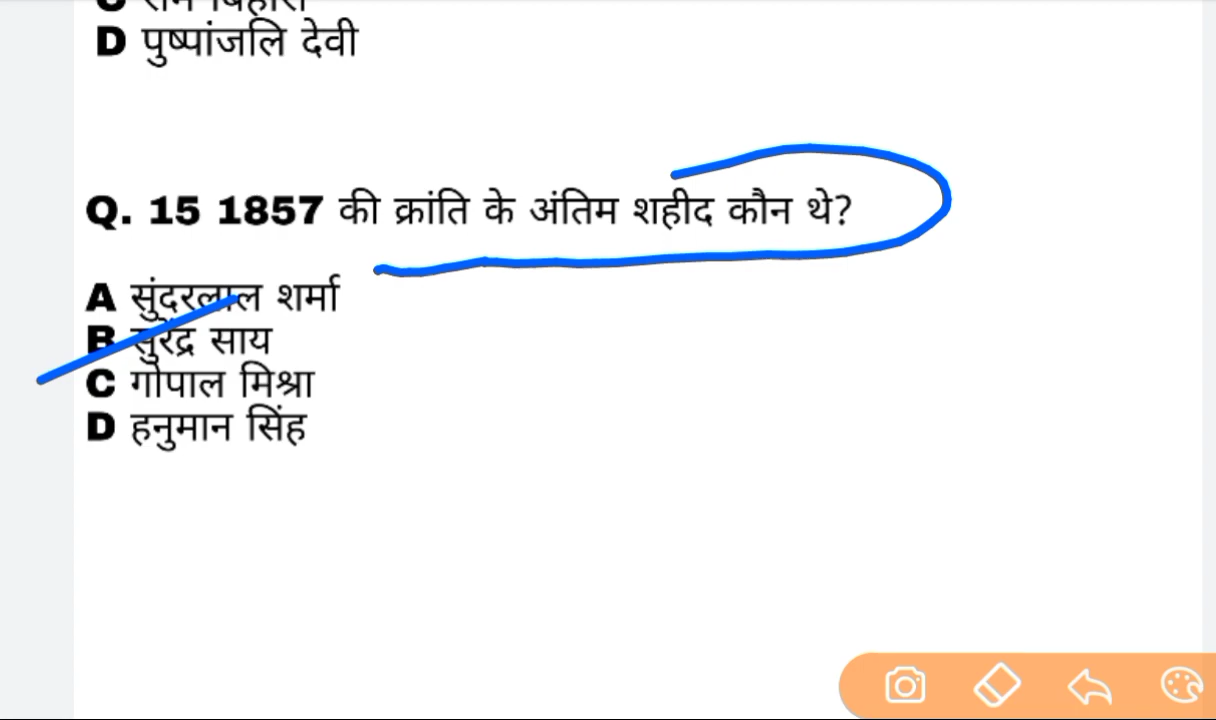 D पुष्पांजलि देवी
Q. 15 1857 की क्रांति के अंतिम शहीद कौन थे?
A सुंदरलाल शर्मा
B सुरेंद्र साय
C गोपाल मिश्रा
D हनुमान सिंह